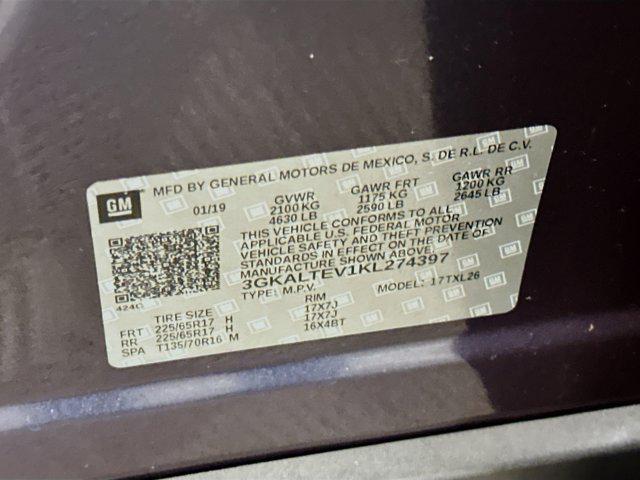 GM
MFD BY GENERAL MOTORS DE MEXICO, S. DE R.L. DE C.V.
01/19
GVWR GAWR FRT GAWR RR
2100 KG 1175 KG 1200 KG
4630 LB 2590 LB 2645 LB
THIS VEHICLE CONFORMS TO ALL
APPLICABLE U.S. FEDERAL MOTOR
VEHICLE SAFETY AND THEFT PREVENTION
STANDARDS IN EFFECT ON THE DATE OF
MANUFACTURE SHOWN ABOVE.
3GKALTEV1KL274397
TYPE: M.P.V. MODEL: 17TXL26
TIRE SIZE RIM
FRT 225/65R17 H 17X7J
RR 225/65R17 H 17X7J
SPA T135/70R16 M 16X4BT